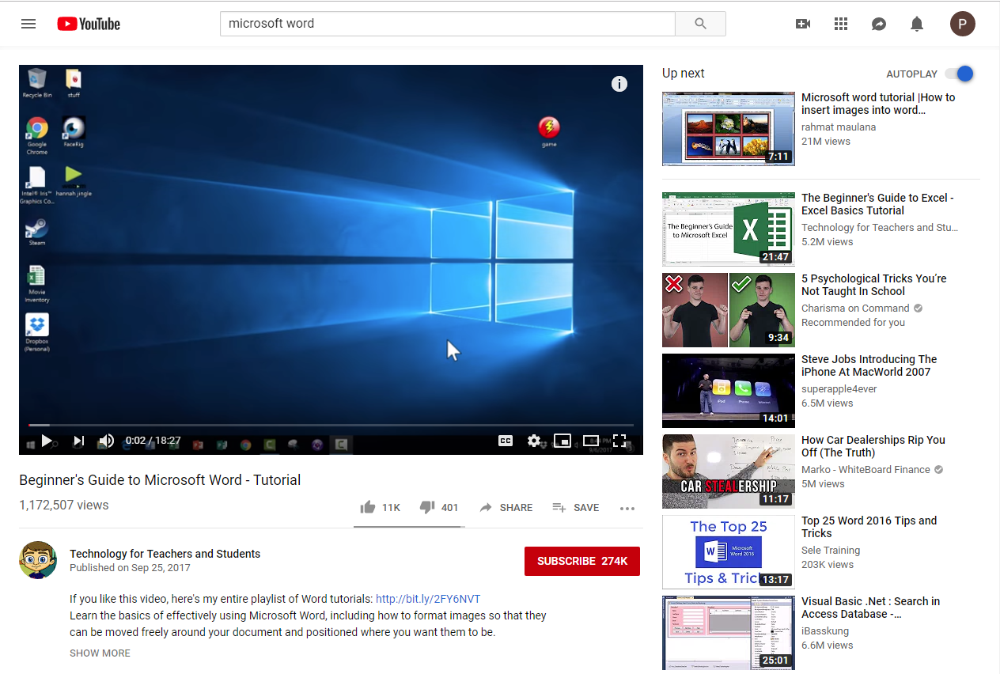 YouTube
microsoft word
P
Recycle Bin
stuff
Google
Chrome
FaceRig
Intel® Iris™
Graphics Co...
hannah jingle
Steam
Movie
Inventory
Dropbox
(Personal)
game
0:02 / 18:27
CC
9/6/2017
Beginner's Guide to Microsoft Word - Tutorial
1,172,507 views
11K
401
SHARE
SAVE
Technology for Teachers and Students
Published on Sep 25, 2017
SUBSCRIBE 274K
If you like this video, here's my entire playlist of Word tutorials: http://bit.ly/2FY6NVT
Learn the basics of effectively using Microsoft Word, including how to format images so that they
can be moved freely around your document and positioned where you want them to be.
SHOW MORE
Up next
AUTOPLAY
7:11
Microsoft word tutorial |How to
insert images into word...
rahmat maulana
21M views
The Beginner's Guide
to Microsoft Excel
21:47
The Beginner's Guide to Excel -
Excel Basics Tutorial
Technology for Teachers and Stu...
5.2M views
9:34
5 Psychological Tricks You're
Not Taught In School
Charisma on Command
Recommended for you
iPod
Phone
Internet
14:01
Steve Jobs Introducing The
iPhone At MacWorld 2007
superapple4ever
6.5M views
CAR STEALERSHIP
11:17
How Car Dealerships Rip You
Off (The Truth)
Marko - WhiteBoard Finance
5M views
The Top 25
Microsoft
Word 2016
Tips & Tric
13:17
Top 25 Word 2016 Tips and
Tricks
Sele Training
203K views
25:01
Visual Basic .Net : Search in
Access Database -...
iBasskung
6.6M views